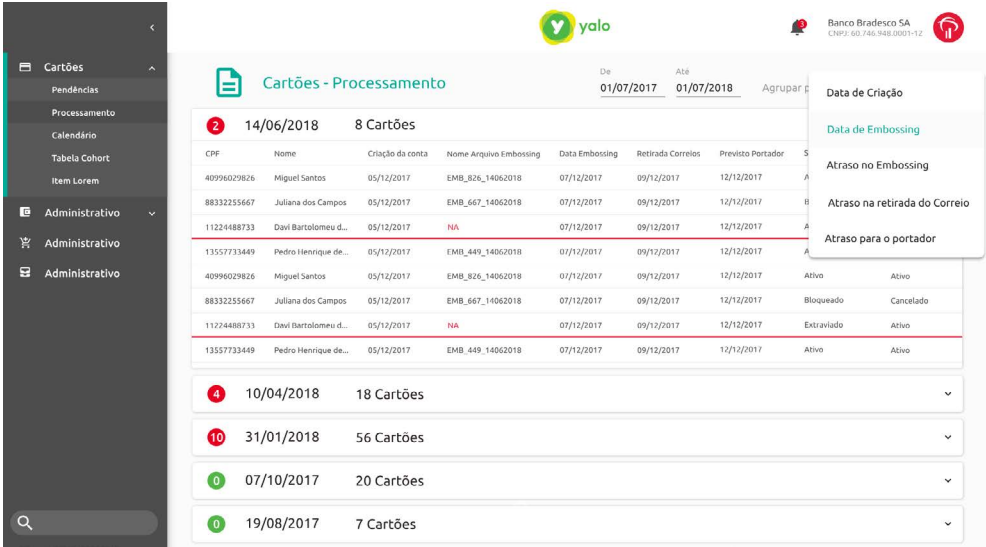 yalo
3
Banco Bradesco SA
CNPJ: 60.746.948.0001-12
Cartões
Pendências
Processamento
Calendário
Tabela Cohort
Item Lorem
Administrativo
Administrativo
Administrativo
Cartões - Processamento
De
01/07/2017
Até
01/07/2018
Agrupar p
Data de Criação
Data de Embossing
Atraso no Embossing
Atraso na retirada do Correio
Atraso para o portador
2 14/06/2018 8 Cartões
CPF Nome Criação da conta Nome Arquivo Embossing Data Embossing Retirada Correios Previsto Portador S
40996029826 Miguel Santos 05/12/2017 EMB_826_14062018 07/12/2017 09/12/2017 12/12/2017 A
88332255667 Juliana dos Campos 05/12/2017 EMB_667_14062018 07/12/2017 09/12/2017 12/12/2017 B
11224488733 Davi Bartolomeu d... 05/12/2017 NA 07/12/2017 09/12/2017 12/12/2017 A
13557733449 Pedro Henrique de... 05/12/2017 EMB_449_14062018 07/12/2017 09/12/2017 12/12/2017 A
40996029826 Miguel Santos 05/12/2017 EMB_826_14062018 07/12/2017 09/12/2017 12/12/2017 Ativo Ativo
88332255667 Juliana dos Campos 05/12/2017 EMB_667_14062018 07/12/2017 09/12/2017 12/12/2017 Bloqueado Cancelado
11224488733 Davi Bartolomeu d... 05/12/2017 NA 07/12/2017 09/12/2017 12/12/2017 Extraviado Ativo
13557733449 Pedro Henrique de... 05/12/2017 EMB_449_14062018 07/12/2017 09/12/2017 12/12/2017 Ativo Ativo
4 10/04/2018 18 Cartões
10 31/01/2018 56 Cartões
0 07/10/2017 20 Cartões
0 19/08/2017 7 Cartões